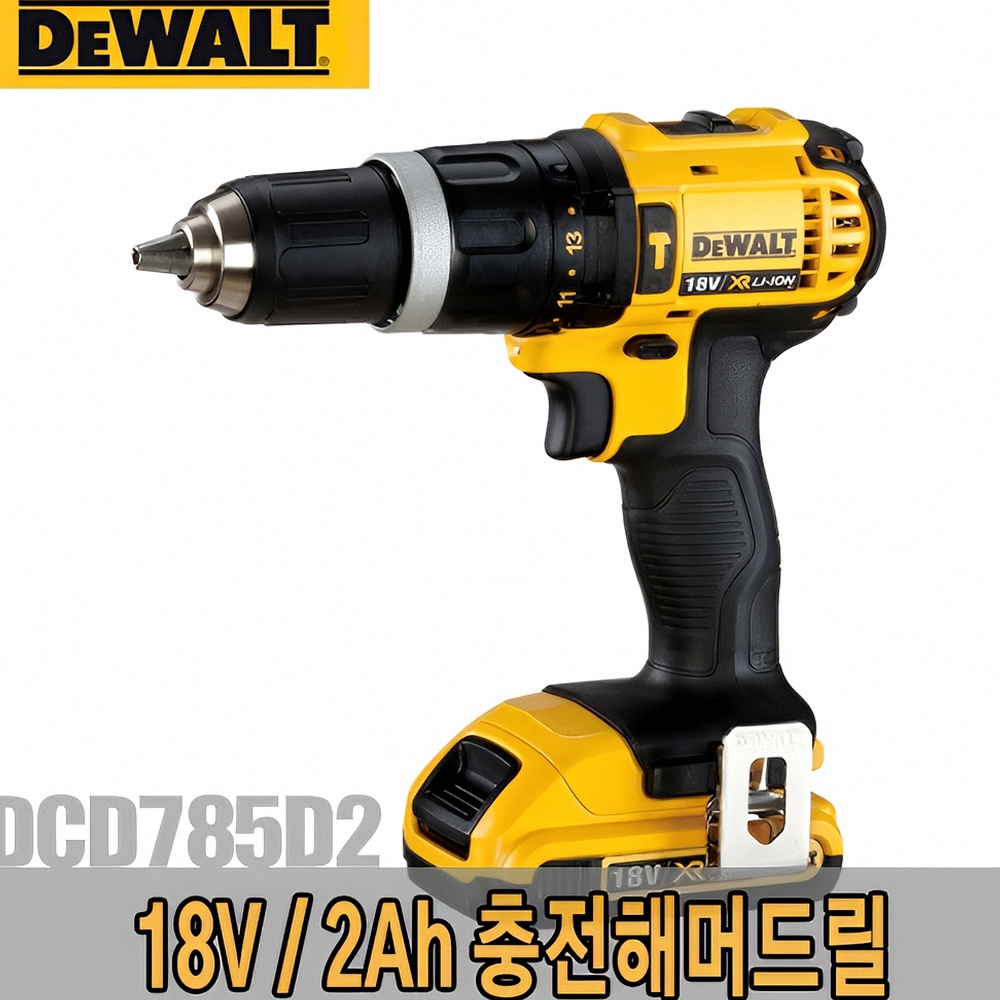 DEWALT
13
11
DEWALT
18V/XR LI-ION
DEWALT
DCD785D2
18V/XR
18V / 2Ah 충전해머드릴